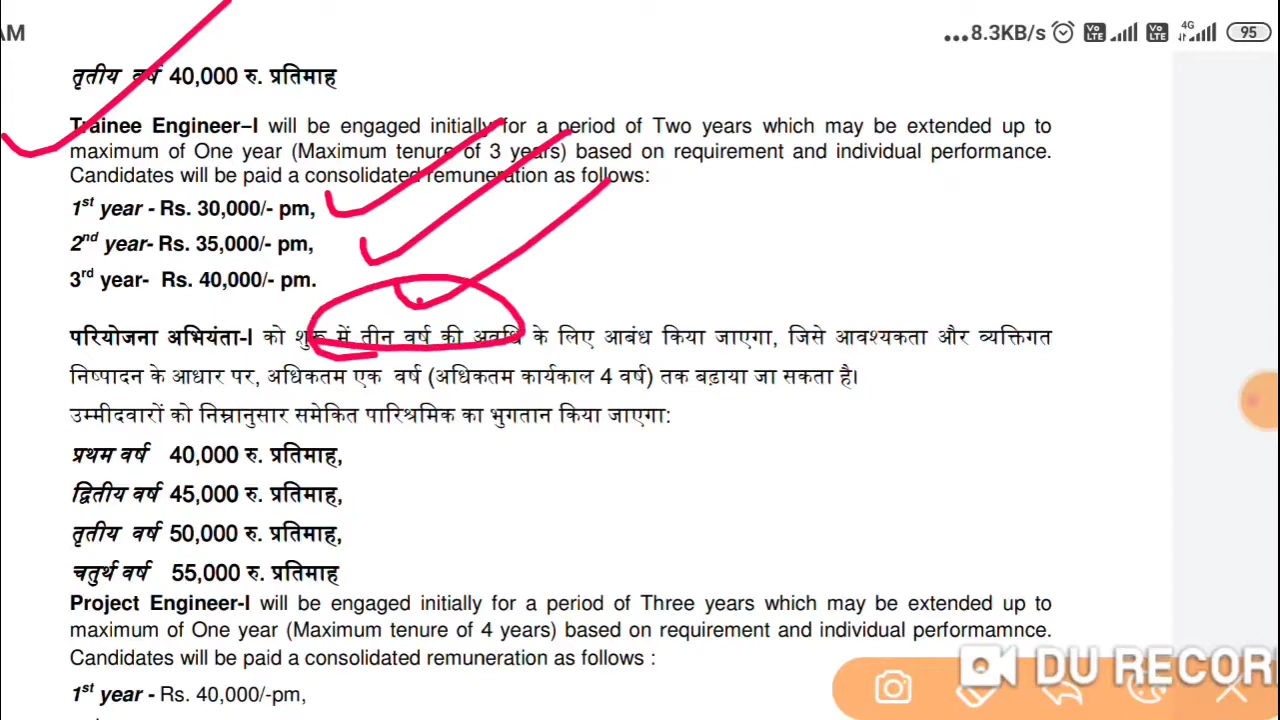 AM
...8.3KB/s Vo LTE Vo LTE 4G 95
तृतीय वर्ष 40,000 रु. प्रतिमाह
Trainee Engineer–I will be engaged initially for a period of Two years which may be extended up to
maximum of One year (Maximum tenure of 3 years) based on requirement and individual performance.
Candidates will be paid a consolidated remuneration as follows:
1st year - Rs. 30,000/- pm,
2nd year- Rs. 35,000/- pm,
3rd year- Rs. 40,000/- pm.
परियोजना अभियंता-I को शुरू में तीन वर्ष की अवधि के लिए आबंध किया जाएगा, जिसे आवश्यकता और व्यक्तिगत
निष्पादन के आधार पर, अधिकतम एक वर्ष (अधिकतम कार्यकाल 4 वर्ष) तक बढ़ाया जा सकता है।
उम्मीदवारों को निम्नानुसार समेकित पारिश्रमिक का भुगतान किया जाएगा:
प्रथम वर्ष 40,000 रु. प्रतिमाह,
द्वितीय वर्ष 45,000 रु. प्रतिमाह,
तृतीय वर्ष 50,000 रु. प्रतिमाह,
चतुर्थ वर्ष 55,000 रु. प्रतिमाह
Project Engineer-I will be engaged initially for a period of Three years which may be extended up to
maximum of One year (Maximum tenure of 4 years) based on requirement and individual performamnce.
Candidates will be paid a consolidated remuneration as follows :
DU RECOR
1st year - Rs. 40,000/-pm,